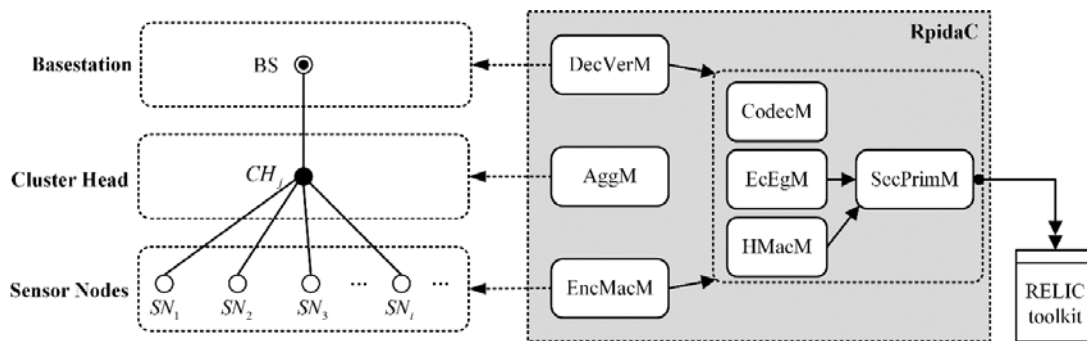 RpidaC
Basestation
BS
DecVerM
CodecM
Cluster Head
CH_j
AggM
EcEgM
SccPrimM
HMacM
Sensor Nodes
SN_1
SN_2
SN_3
...
SN_i
...
EncMacM
RELIC
toolkit